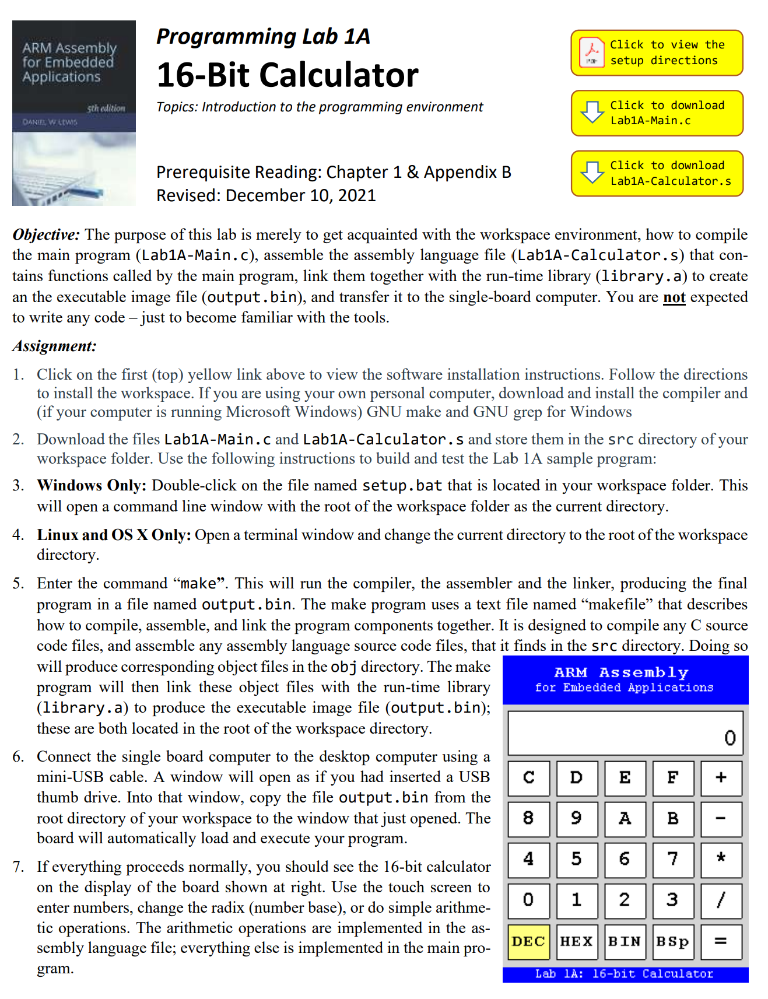 ARM Assembly
for Embedded
Applications
5th edition
DANIEL W LEWIS
Programming Lab 1A
16-Bit Calculator
Topics: Introduction to the programming environment
Prerequisite Reading: Chapter 1 & Appendix B
Revised: December 10, 2021
PDF
Click to view the
setup directions
Click to download
Lab1A-Main.c
Click to download
Lab1A-Calculator.s
Objective: The purpose of this lab is merely to get acquainted with the workspace environment, how to compile
the main program (Lab1A-Main.c), assemble the assembly language file (Lab1A-Calculator.s) that con-
tains functions called by the main program, link them together with the run-time library (library.a) to create
an the executable image file (output.bin), and transfer it to the single-board computer. You are not expected
to write any code – just to become familiar with the tools.
Assignment:
1. Click on the first (top) yellow link above to view the software installation instructions. Follow the directions
to install the workspace. If you are using your own personal computer, download and install the compiler and
(if your computer is running Microsoft Windows) GNU make and GNU grep for Windows
2. Download the files Lab1A-Main.c and Lab1A-Calculator.s and store them in the src directory of your
workspace folder. Use the following instructions to build and test the Lab 1A sample program:
3. Windows Only: Double-click on the file named setup.bat that is located in your workspace folder. This
will open a command line window with the root of the workspace folder as the current directory.
4. Linux and OS X Only: Open a terminal window and change the current directory to the root of the workspace
directory.
5. Enter the command “make”. This will run the compiler, the assembler and the linker, producing the final
program in a file named output.bin. The make program uses a text file named “makefile” that describes
how to compile, assemble, and link the program components together. It is designed to compile any C source
code files, and assemble any assembly language source code files, that it finds in the src directory. Doing so
will produce corresponding object files in the obj directory. The make
program will then link these object files with the run-time library
(library.a) to produce the executable image file (output.bin);
these are both located in the root of the workspace directory.
6. Connect the single board computer to the desktop computer using a
mini-USB cable. A window will open as if you had inserted a USB
thumb drive. Into that window, copy the file output.bin from the
root directory of your workspace to the window that just opened. The
board will automatically load and execute your program.
7. If everything proceeds normally, you should see the 16-bit calculator
on the display of the board shown at right. Use the touch screen to
enter numbers, change the radix (number base), or do simple arithme-
tic operations. The arithmetic operations are implemented in the as-
sembly language file; everything else is implemented in the main pro-
gram.
ARM Assembly
for Embedded Applications
0
C D E F +
8 9 A B -
4 5 6 7 *
0 1 2 3 /
DEC HEX BIN BSp =
Lab 1A: 16-bit Calculator